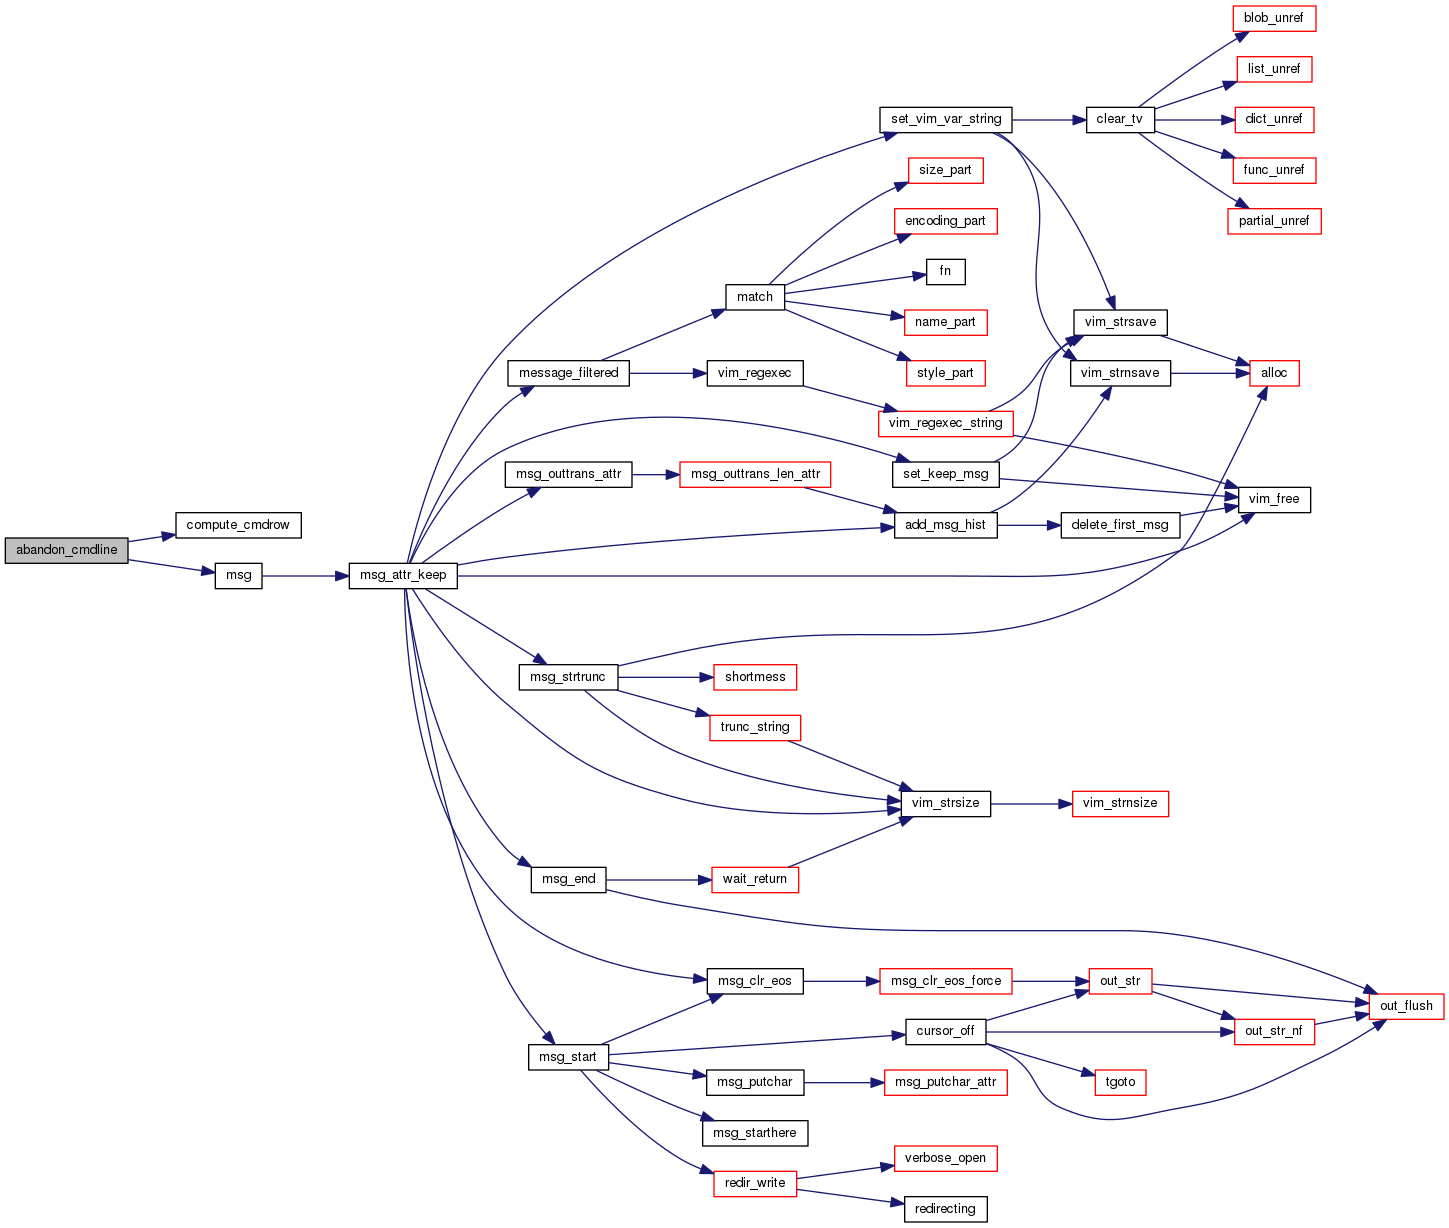 blob_unref
list_unref
set_vim_var_string
clear_tv
dict_unref
size_part
func_unref
encoding_part
partial_unref
fn
match
name_part
vim_strsave
message_filtered
vim_regexec
style_part
vim_strnsave
alloc
vim_regexec_string
msg_outtrans_attr
msg_outtrans_len_attr
set_keep_msg
vim_free
compute_cmdrow
add_msg_hist
delete_first_msg
abandon_cmdline
msg
msg_attr_keep
msg_strtrunc
shortmess
trunc_string
vim_strsize
vim_strnsize
msg_end
wait_return
msg_clr_eos
msg_clr_eos_force
out_str
out_flush
cursor_off
out_str_nf
msg_start
msg_putchar
msg_putchar_attr
tgoto
msg_starthere
verbose_open
redir_write
redirecting